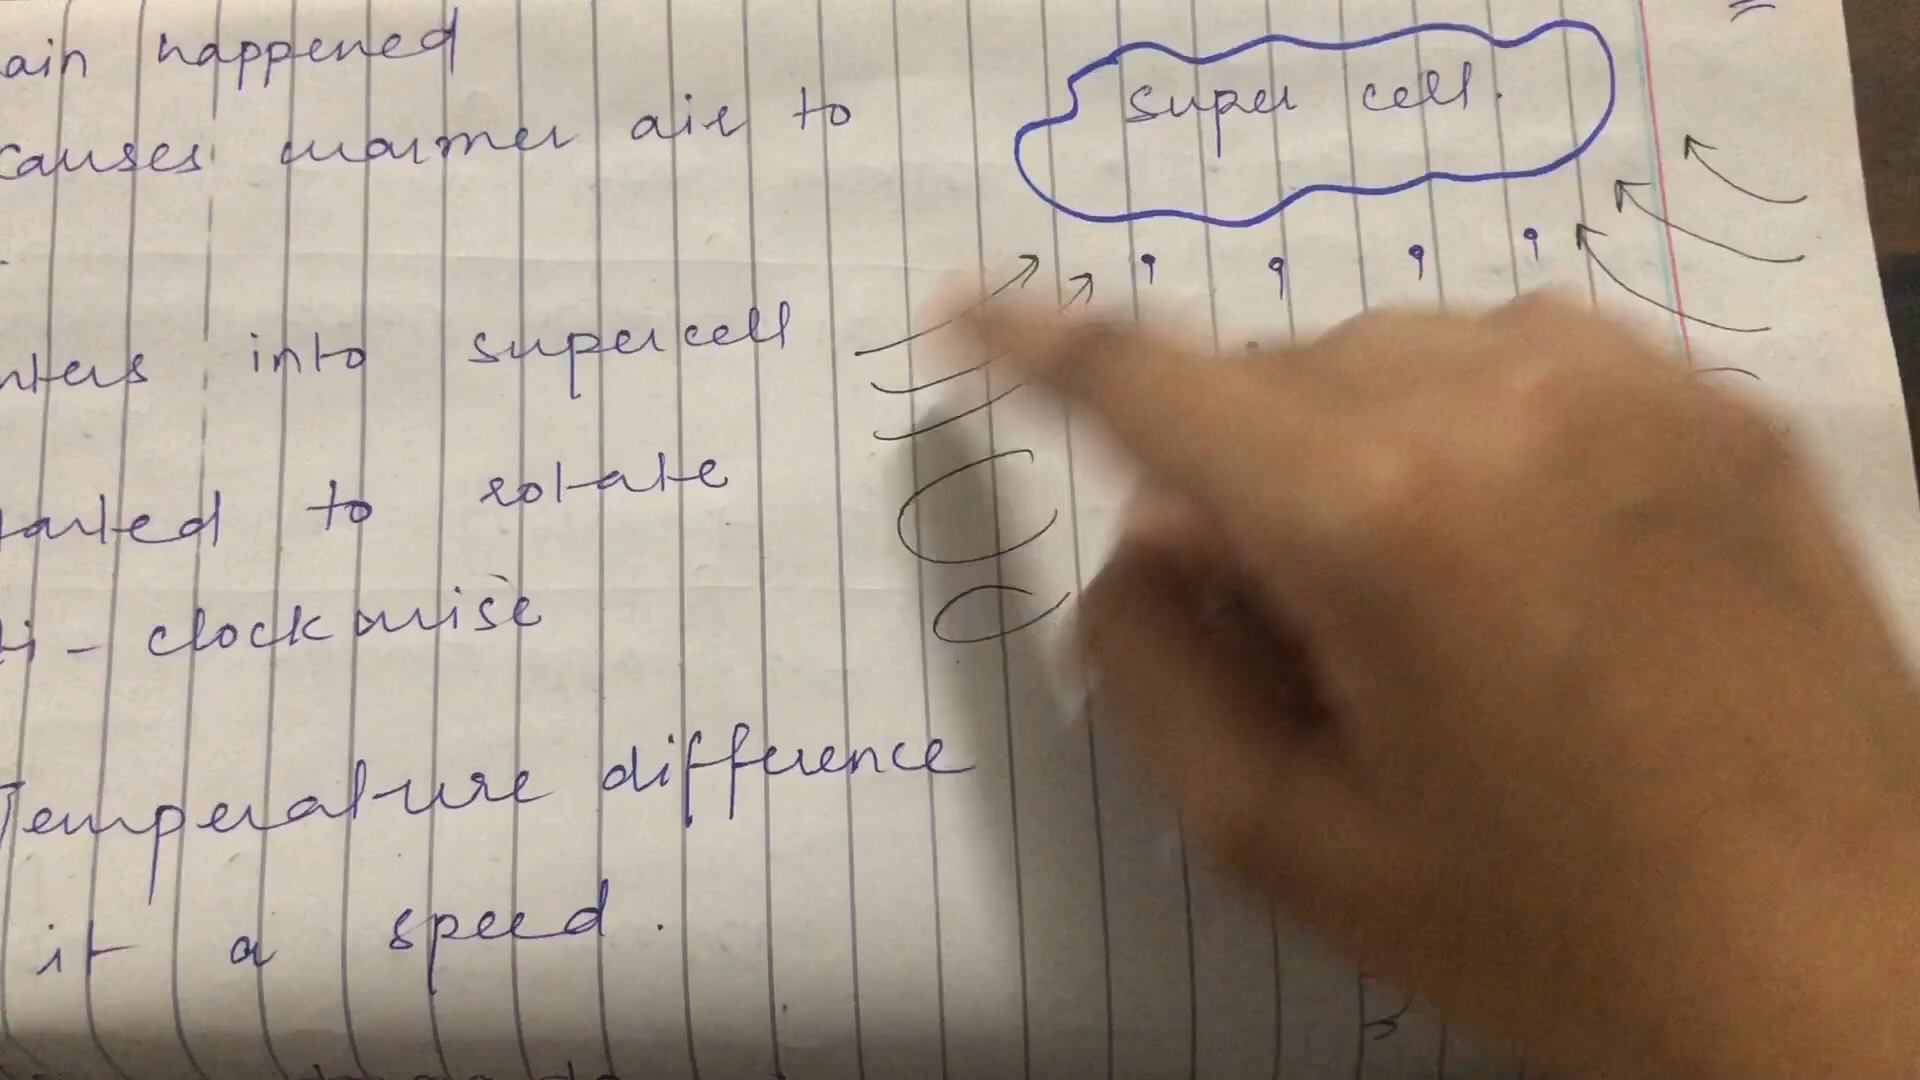 ain happened
causes warmer air to
super cell.
nters into supercell
tarted to rotate
ti - clockwise
Temperature difference
it a speed.